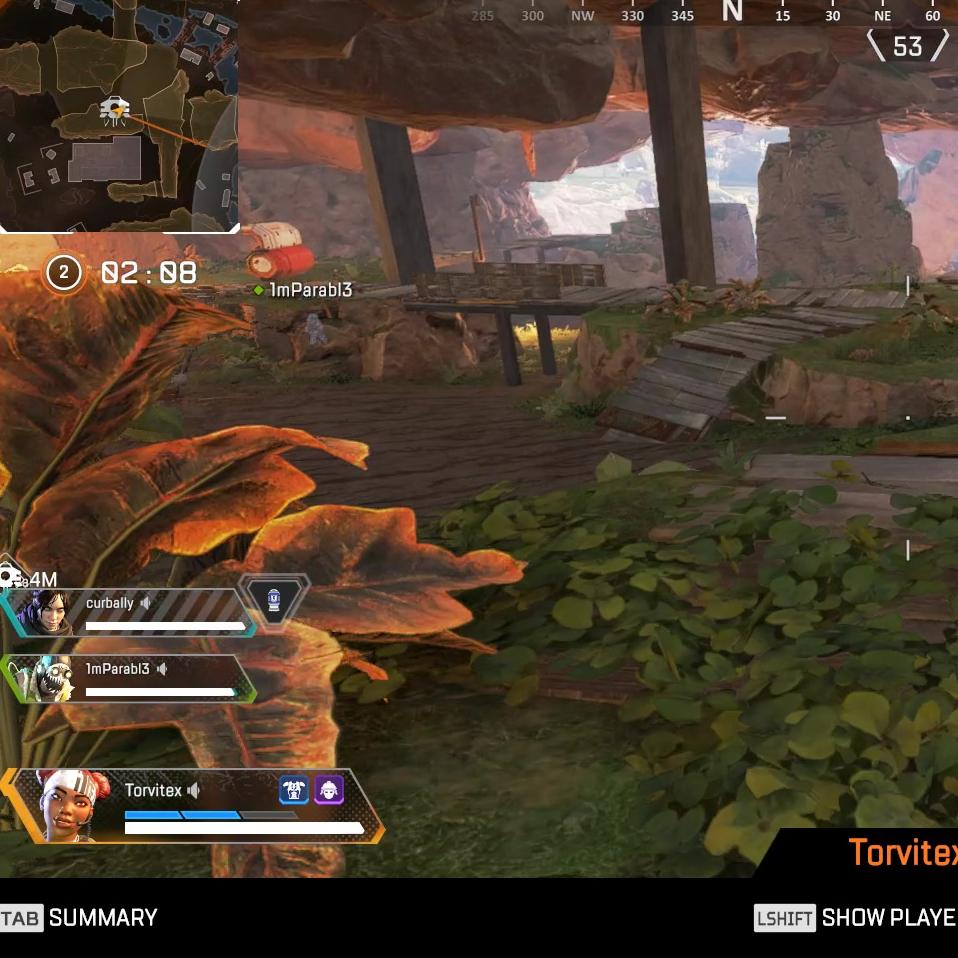 285 300 NW 330 345 N 15 30 NE 60
53
2 02:08
1mParabl3
84M
curbally
1mParabl3
Torvitex
Torvitex
TAB SUMMARY
LSHIFT SHOW PLAYE